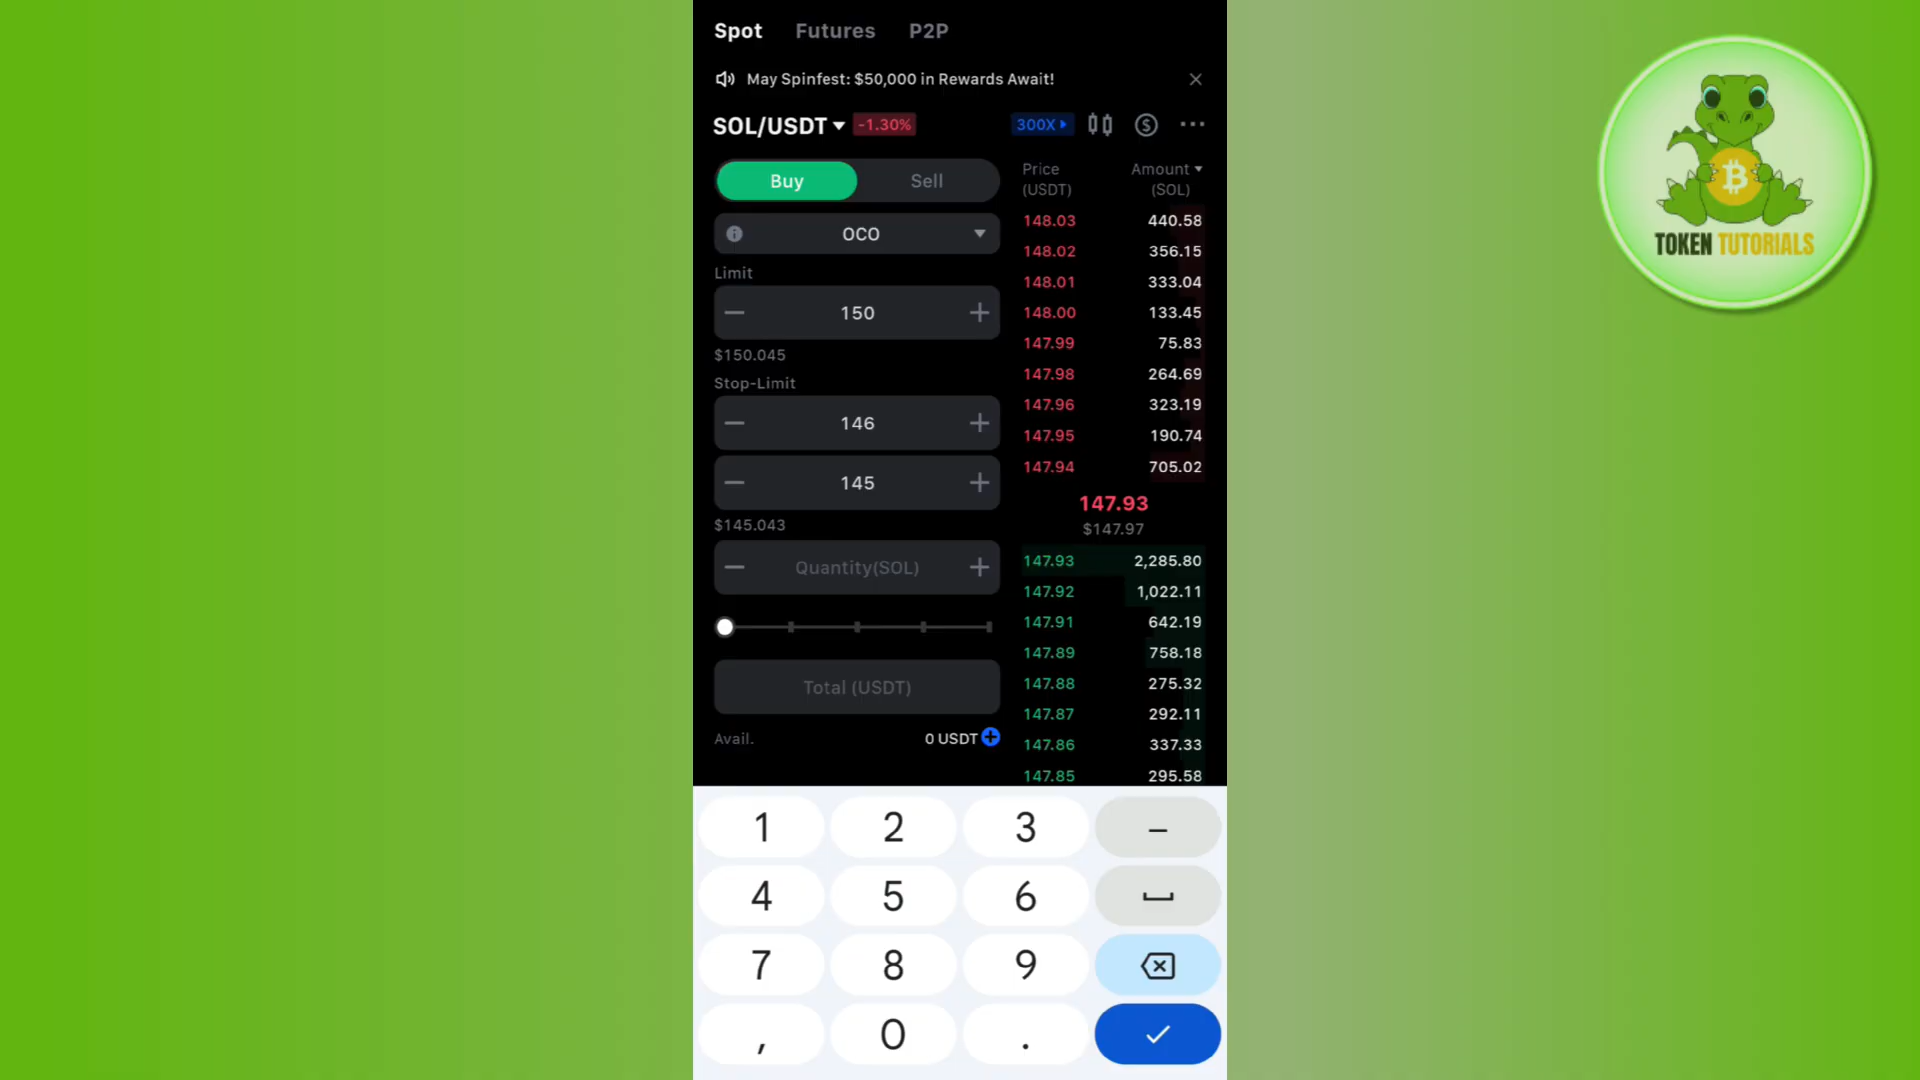 Spot Futures P2P
May Spinfest: $50,000 in Rewards Await!
SOL/USDT -1.30% 300X
Buy Sell
OCO
Limit
150
$150.045
Stop-Limit
146
145
$145.043
Quantity(SOL)
Total (USDT)
Avail. 0 USDT
Price Amount
(USDT) (SOL)
148.03 440.58
148.02 356.15
148.01 333.04
148.00 133.45
147.99 75.83
147.98 264.69
147.96 323.19
147.95 190.74
147.94 705.02
147.93
$147.97
147.93 2,285.80
147.92 1,022.11
147.91 642.19
147.89 758.18
147.88 275.32
147.87 292.11
147.86 337.33
147.85 295.58
1 2 3 –
4 5 6
7 8 9
, 0 .
TOKEN TUTORIALS